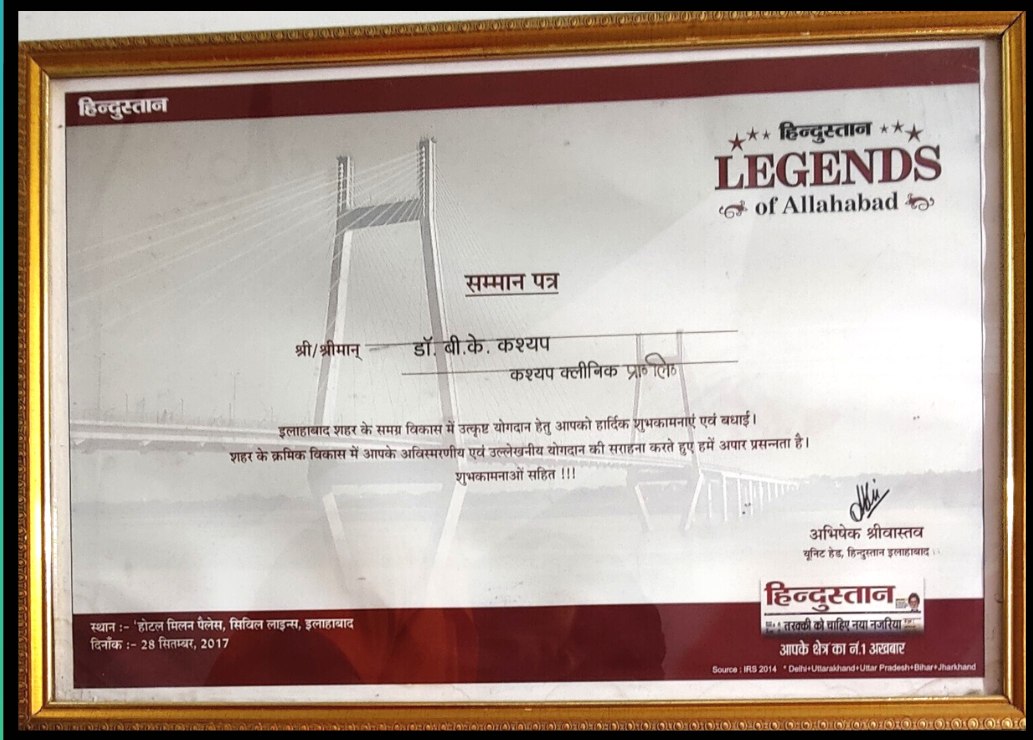 हिन्दुस्तान
हिन्दुस्तान
LEGENDS
of Allahabad
सम्मान पत्र
श्री/श्रीमान् डॉ. बी.के. कश्यप
कश्यप क्लीनिक प्रा० लि०
इलाहाबाद शहर के समग्र विकास में उत्कृष्ट योगदान हेतु आपको हार्दिक शुभकामनाएं एवं बधाई।
शहर के क्रमिक विकास में आपके अविस्मरणीय एवं उल्लेखनीय योगदान की सराहना करते हुए हमें अपार प्रसन्नता है।
शुभकामनाओं सहित !!!
अभिषेक श्रीवास्तव
यूनिट हेड, हिन्दुस्तान इलाहाबाद
हिन्दुस्तान
तरक्की को चाहिए नया नजरिया
स्थान :- 'होटल मिलन पैलेस, सिविल लाइन्स, इलाहाबाद
दिनाँक :- 28 सितम्बर, 2017
आपके क्षेत्र का नं.1 अखबार
Source : IRS 2014 * Delhi+Uttarakhand+Uttar Pradesh+Bihar+Jharkhand